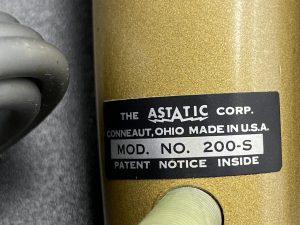 THE ASTATIC CORP.
CONNEAUT, OHIO MADE IN U.S.A.
MOD. NO. 200-S
PATENT NOTICE INSIDE